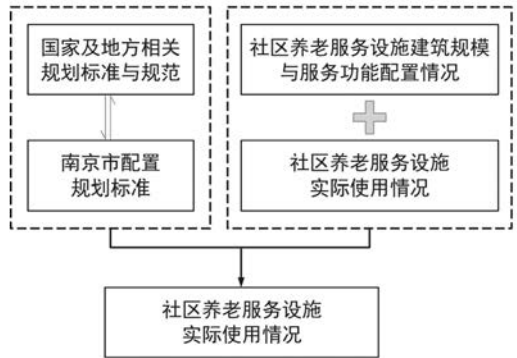 国家及地方相关
规划标准与规范
南京市配置
规划标准
社区养老服务设施建筑规模
与服务功能配置情况
社区养老服务设施
实际使用情况
社区养老服务设施
实际使用情况